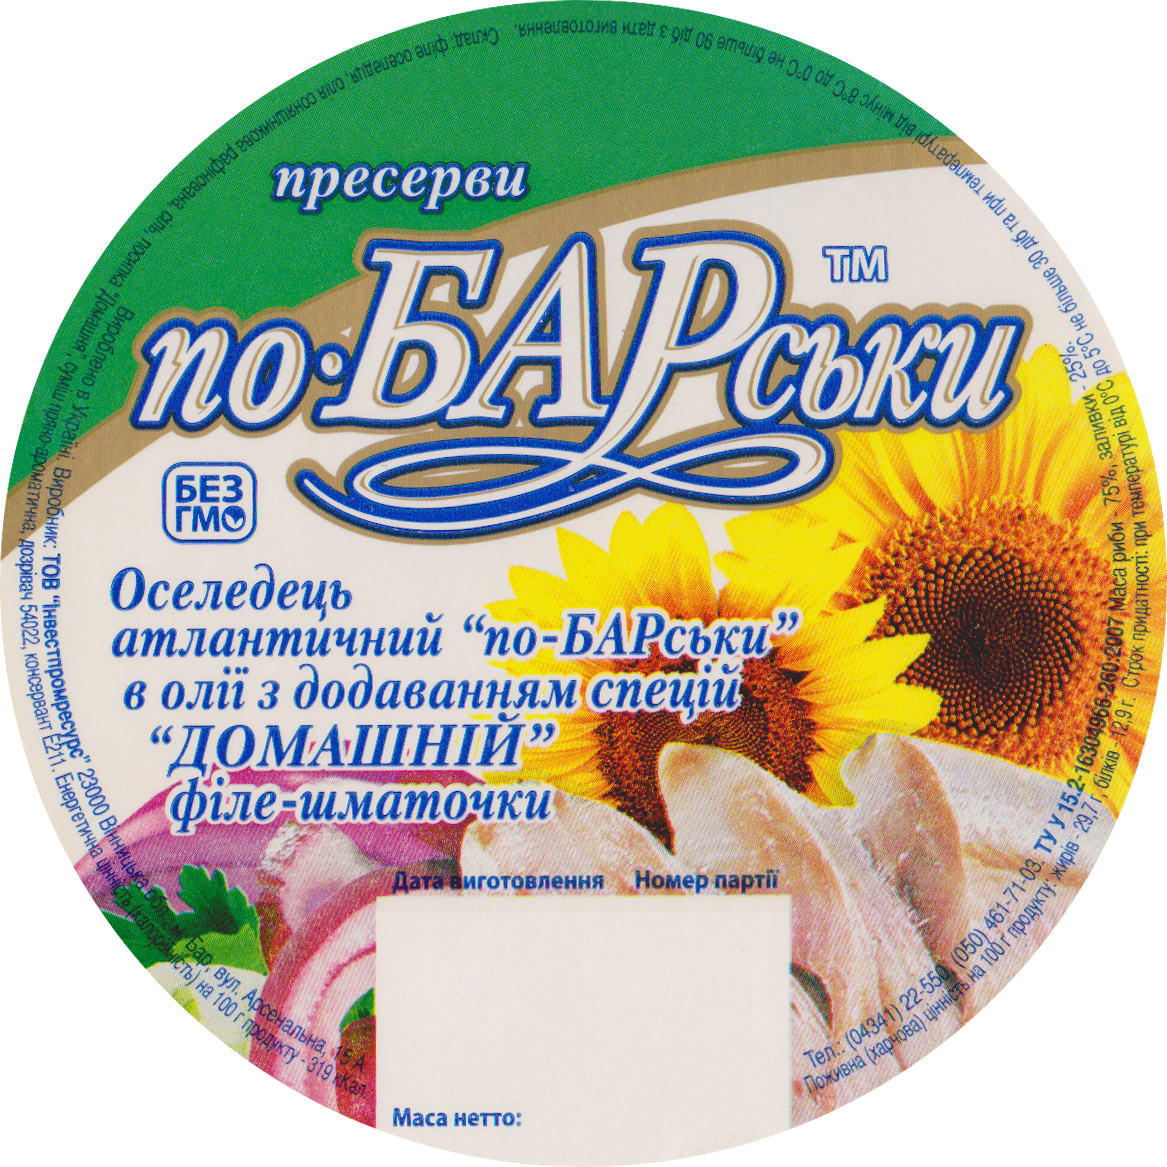 пресерви
по·БАРськи
ТМ
БЕЗ
ГМО
Оселедець
атлантичний “по-БАРськи”
в олії з додаванням спецій
“ДОМАШНІЙ”
філе-шматочки
Дата виготовлення Номер партії
Маса нетто:
Вироблено в Україні. Виробник: ТОВ “Інвестпромресурс” 23000 Вінницька обл., м. Бар, вул. Арсенальна, 15 А
Тел.: (04341) 22-550, (050) 461-71-03. ТУ У 15.2-16304966-260:2007 Маса риби - 75%, заливки - 25%.
Склад: філе оселедця, олія соняшникова рафінована, сіль, посипка "Домашня", суміш пряно-ароматична, дозрівач 54022, консервант Е211. Енергетична цінність (калорійність) на 100 г продукту - 319 кКал.
Поживна (харчова) цінність на 100 г продукту: жирів - 29,7 г, білків - 12,9 г. Строк придатності: при температурі від 0°С до 5°С не більше 30 діб та при температурі від мінус 8°С до 0°С не більше 90 діб з дати виготовлення.